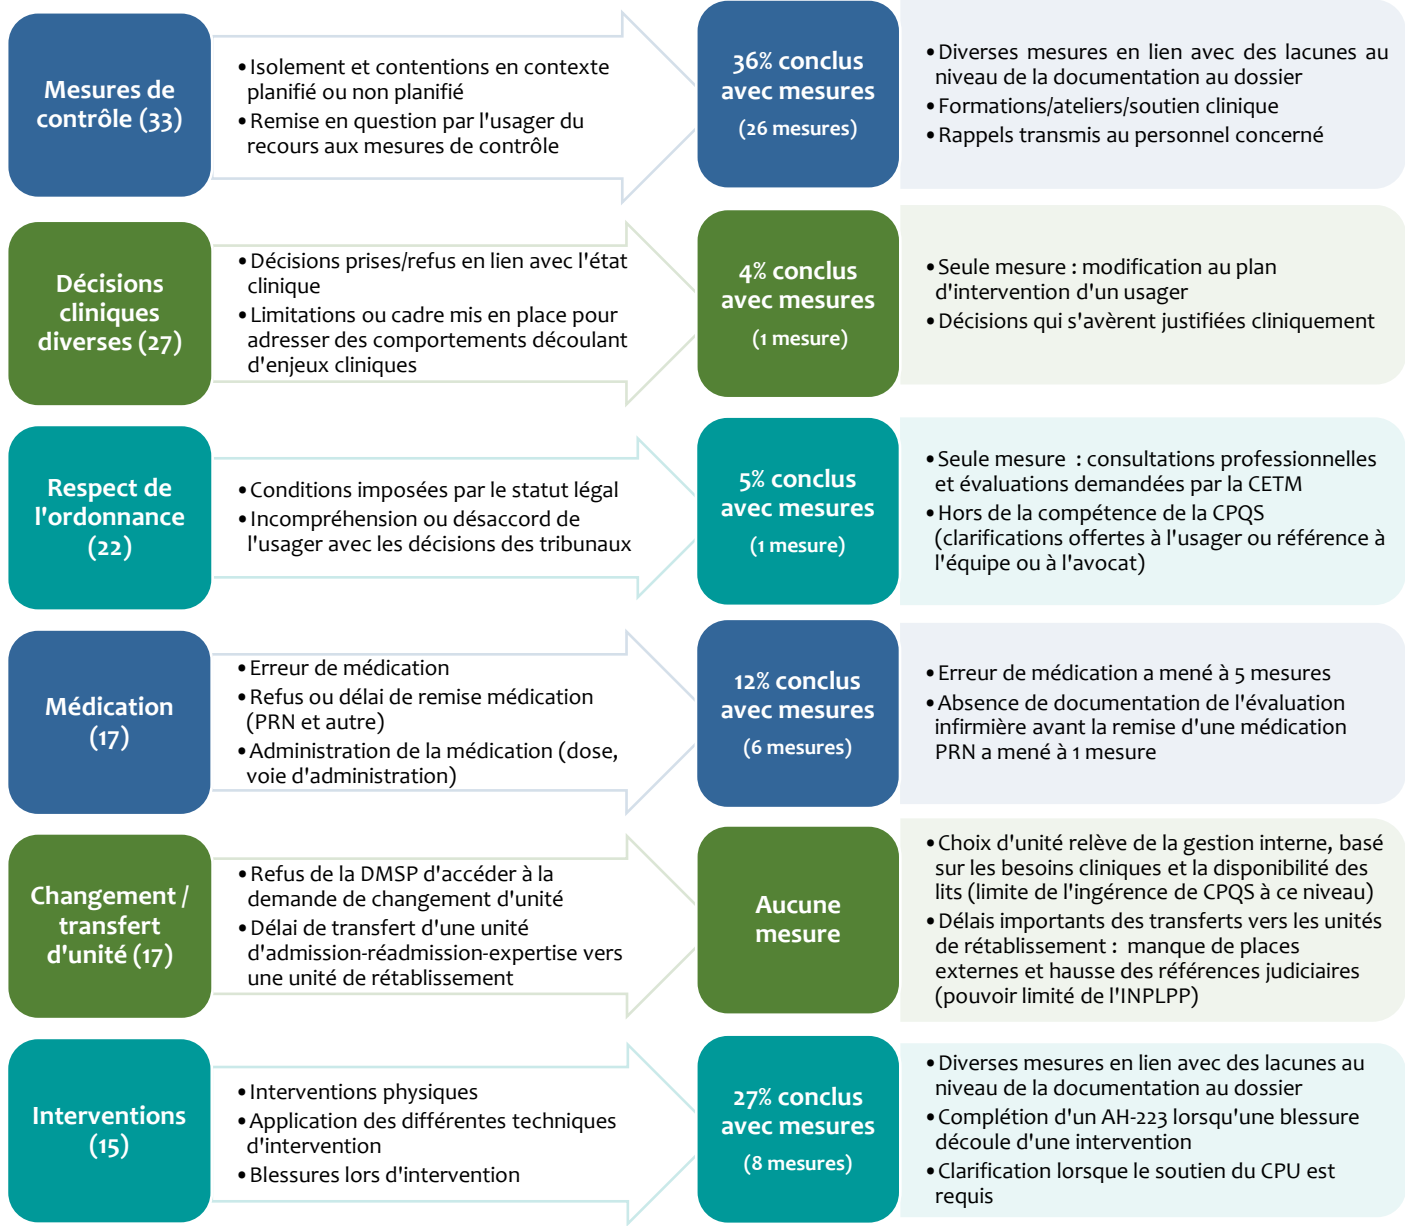 Mesures de
contrôle (33)
•Isolement et contentions en contexte
planifié ou non planifié
•Remise en question par l'usager du
recours aux mesures de contrôle
36% conclus
avec mesures
(26 mesures)
•Diverses mesures en lien avec des lacunes au
niveau de la documentation au dossier
•Formations/ateliers/soutien clinique
•Rappels transmis au personnel concerné
Décisions
cliniques
diverses (27)
•Décisions prises/refus en lien avec l'état
clinique
•Limitations ou cadre mis en place pour
adresser des comportements découlant
d'enjeux cliniques
4% conclus
avec mesures
(1 mesure)
•Seule mesure : modification au plan
d'intervention d'un usager
•Décisions qui s'avèrent justifiées cliniquement
Respect de
l'ordonnance
(22)
•Conditions imposées par le statut légal
•Incompréhension ou désaccord de
l'usager avec les décisions des tribunaux
5% conclus
avec mesures
(1 mesure)
•Seule mesure : consultations professionnelles
et évaluations demandées par la CETM
•Hors de la compétence de la CPQS
(clarifications offertes à l'usager ou référence à
l'équipe ou à l'avocat)
Médication
(17)
•Erreur de médication
•Refus ou délai de remise médication
(PRN et autre)
•Administration de la médication (dose,
voie d'administration)
12% conclus
avec mesures
(6 mesures)
•Erreur de médication a mené à 5 mesures
•Absence de documentation de l'évaluation
infirmière avant la remise d'une médication
PRN a mené à 1 mesure
Changement /
transfert
d'unité (17)
•Refus de la DMSP d'accéder à la
demande de changement d'unité
•Délai de transfert d'une unité
d'admission-réadmission-expertise vers
une unité de rétablissement
Aucune
mesure
•Choix d'unité relève de la gestion interne, basé
sur les besoins cliniques et la disponibilité des
lits (limite de l'ingérence de CPQS à ce niveau)
•Délais importants des transferts vers les unités
de rétablissement : manque de places
externes et hausse des références judiciaires
(pouvoir limité de l'INPLPP)
Interventions
(15)
•Interventions physiques
•Application des différentes techniques
d'intervention
•Blessures lors d'intervention
27% conclus
avec mesures
(8 mesures)
•Diverses mesures en lien avec des lacunes au
niveau de la documentation au dossier
•Complétion d'un AH-223 lorsqu'une blessure
découle d'une intervention
•Clarification lorsque le soutien du CPU est
requis